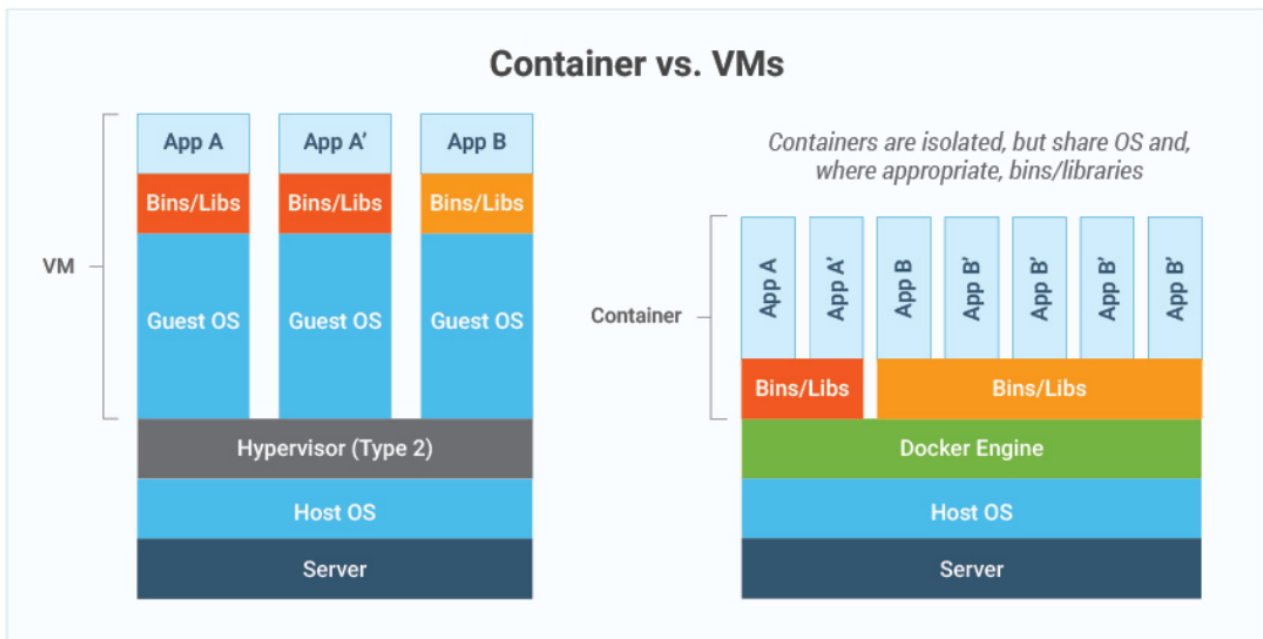 Container vs. VMs
VM
App A
App A’
App B
Bins/Libs
Bins/Libs
Bins/Libs
Guest OS
Guest OS
Guest OS
Hypervisor (Type 2)
Host OS
Server
Containers are isolated, but share OS and,
where appropriate, bins/libraries
Container
App A
App A’
App B
App B’
App B’
App B’
App B’
Bins/Libs
Bins/Libs
Docker Engine
Host OS
Server